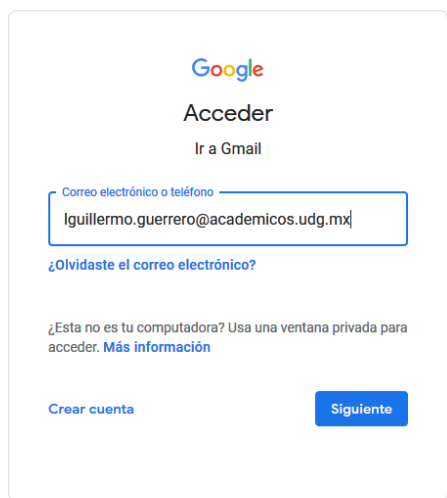 Google
Acceder
Ir a Gmail
Correo electrónico o teléfono
lguillermo.guerrero@academicos.udg.mx
¿Olvidaste el correo electrónico?
¿Esta no es tu computadora? Usa una ventana privada para
acceder. Más información
Crear cuenta
Siguiente